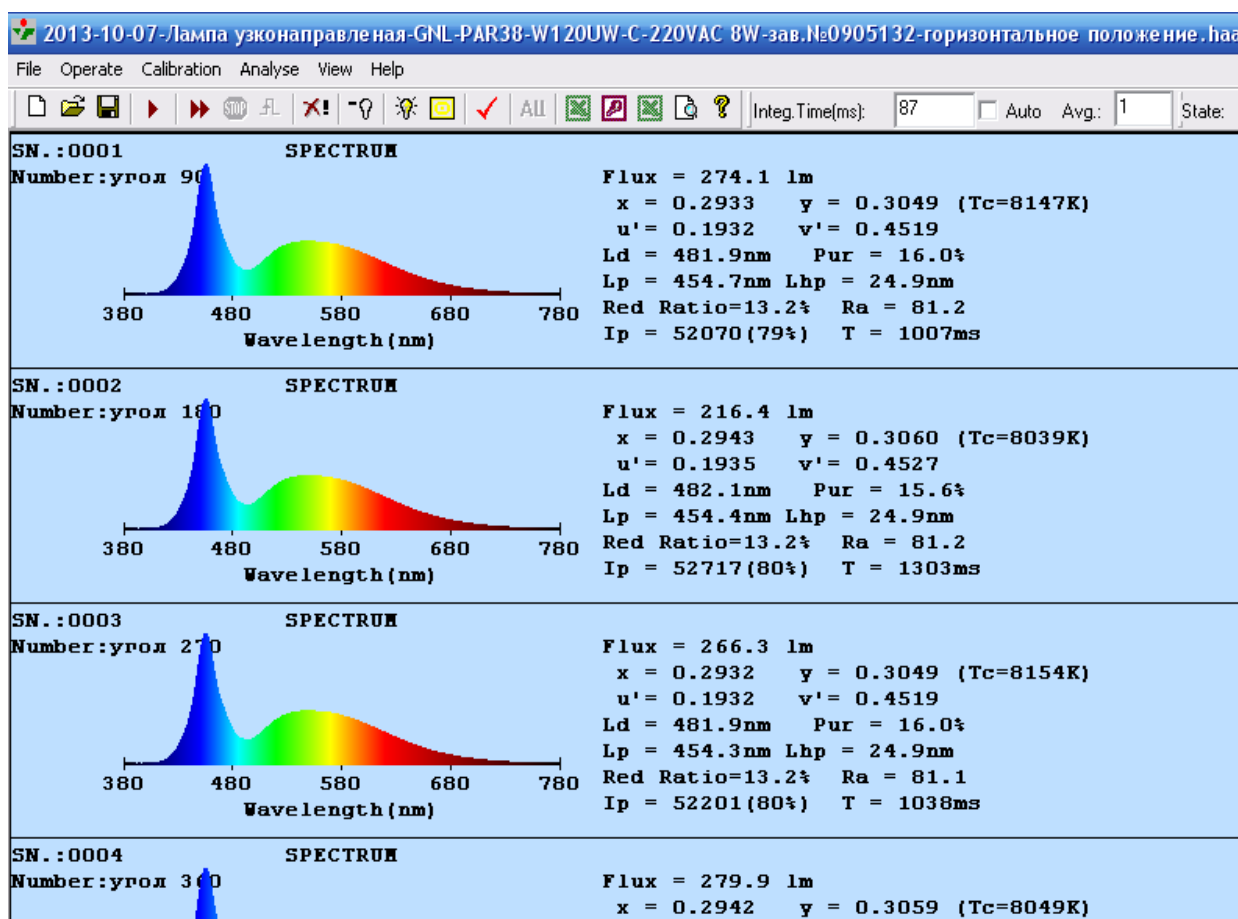 2013-10-07-Лампа узконаправленая-GNL-PAR38-W120UW-C-220VAC 8W-зав.№0905132-горизонтальное положение.haa
File Operate Calibration Analyse View Help
STOP All Integ.Time(ms): 87 Auto Avg.: 1 State:
SN.:0001 SPECTRUM
Number:угол 90
Flux = 274.1 lm
x = 0.2933 y = 0.3049 (Tc=8147K)
u'= 0.1932 v'= 0.4519
Ld = 481.9nm Pur = 16.0%
Lp = 454.7nm Lhp = 24.9nm
Red Ratio=13.2% Ra = 81.2
Ip = 52070(79%) T = 1007ms
380 480 580 680 780
Wavelength(nm)
SN.:0002 SPECTRUM
Number:угол 180
Flux = 216.4 lm
x = 0.2943 y = 0.3060 (Tc=8039K)
u'= 0.1935 v'= 0.4527
Ld = 482.1nm Pur = 15.6%
Lp = 454.4nm Lhp = 24.9nm
Red Ratio=13.2% Ra = 81.2
Ip = 52717(80%) T = 1303ms
380 480 580 680 780
Wavelength(nm)
SN.:0003 SPECTRUM
Number:угол 270
Flux = 266.3 lm
x = 0.2932 y = 0.3049 (Tc=8154K)
u'= 0.1932 v'= 0.4519
Ld = 481.9nm Pur = 16.0%
Lp = 454.3nm Lhp = 24.9nm
Red Ratio=13.2% Ra = 81.1
Ip = 52201(80%) T = 1038ms
380 480 580 680 780
Wavelength(nm)
SN.:0004 SPECTRUM
Number:угол 360
Flux = 279.9 lm
x = 0.2942 y = 0.3059 (Tc=8049K)